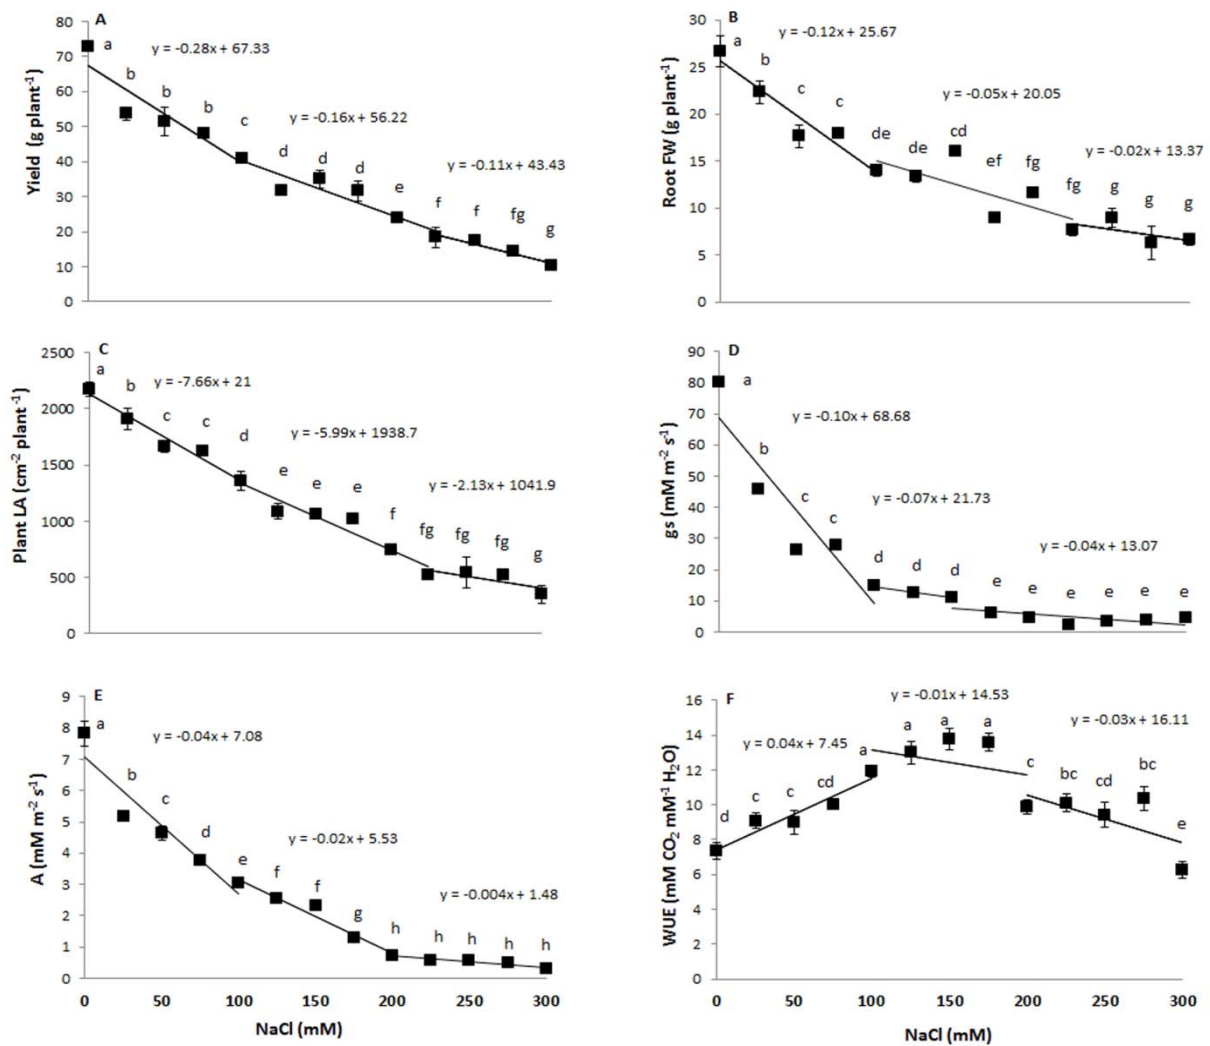 A
80
70
60
50
40
30
20
10
0
Yield (g plant-1)
y = -0.28x + 67.33
y = -0.16x + 56.22
y = -0.11x + 43.43
a
b
b
b
c
d
d
d
e
f
f
fg
g
B
30
25
20
15
10
5
0
Root FW (g plant-1)
y = -0.12x + 25.67
y = -0.05x + 20.05
y = -0.02x + 13.37
a
b
c
c
de
de
cd
ef
fg
fg
g
g
g
C
2500
2000
1500
1000
500
0
Plant LA (cm-2 plant-1)
y = -7.66x + 21
y = -5.99x + 1938.7
y = -2.13x + 1041.9
a
b
c
c
d
e
e
e
f
fg
fg
fg
g
D
90
80
70
60
50
40
30
20
10
0
gs (mM m-2 s-1)
y = -0.10x + 68.68
y = -0.07x + 21.73
y = -0.04x + 13.07
a
b
c
c
d
d
d
e
e
e
e
e
e
E
9
8
7
6
5
4
3
2
1
0
A (mM m-2 s-1)
y = -0.04x + 7.08
y = -0.02x + 5.53
y = -0.004x + 1.48
a
b
c
d
e
f
f
g
h
h
h
h
h
0 50 100 150 200 250 300
NaCl (mM)
F
16
14
12
10
8
6
4
2
0
WUE (mM CO2 mM-1 H2O)
y = 0.04x + 7.45
y = -0.01x + 14.53
y = -0.03x + 16.11
d
c
c
cd
a
a
a
a
c
bc
cd
bc
e
0 50 100 150 200 250 300
NaCl (mM)